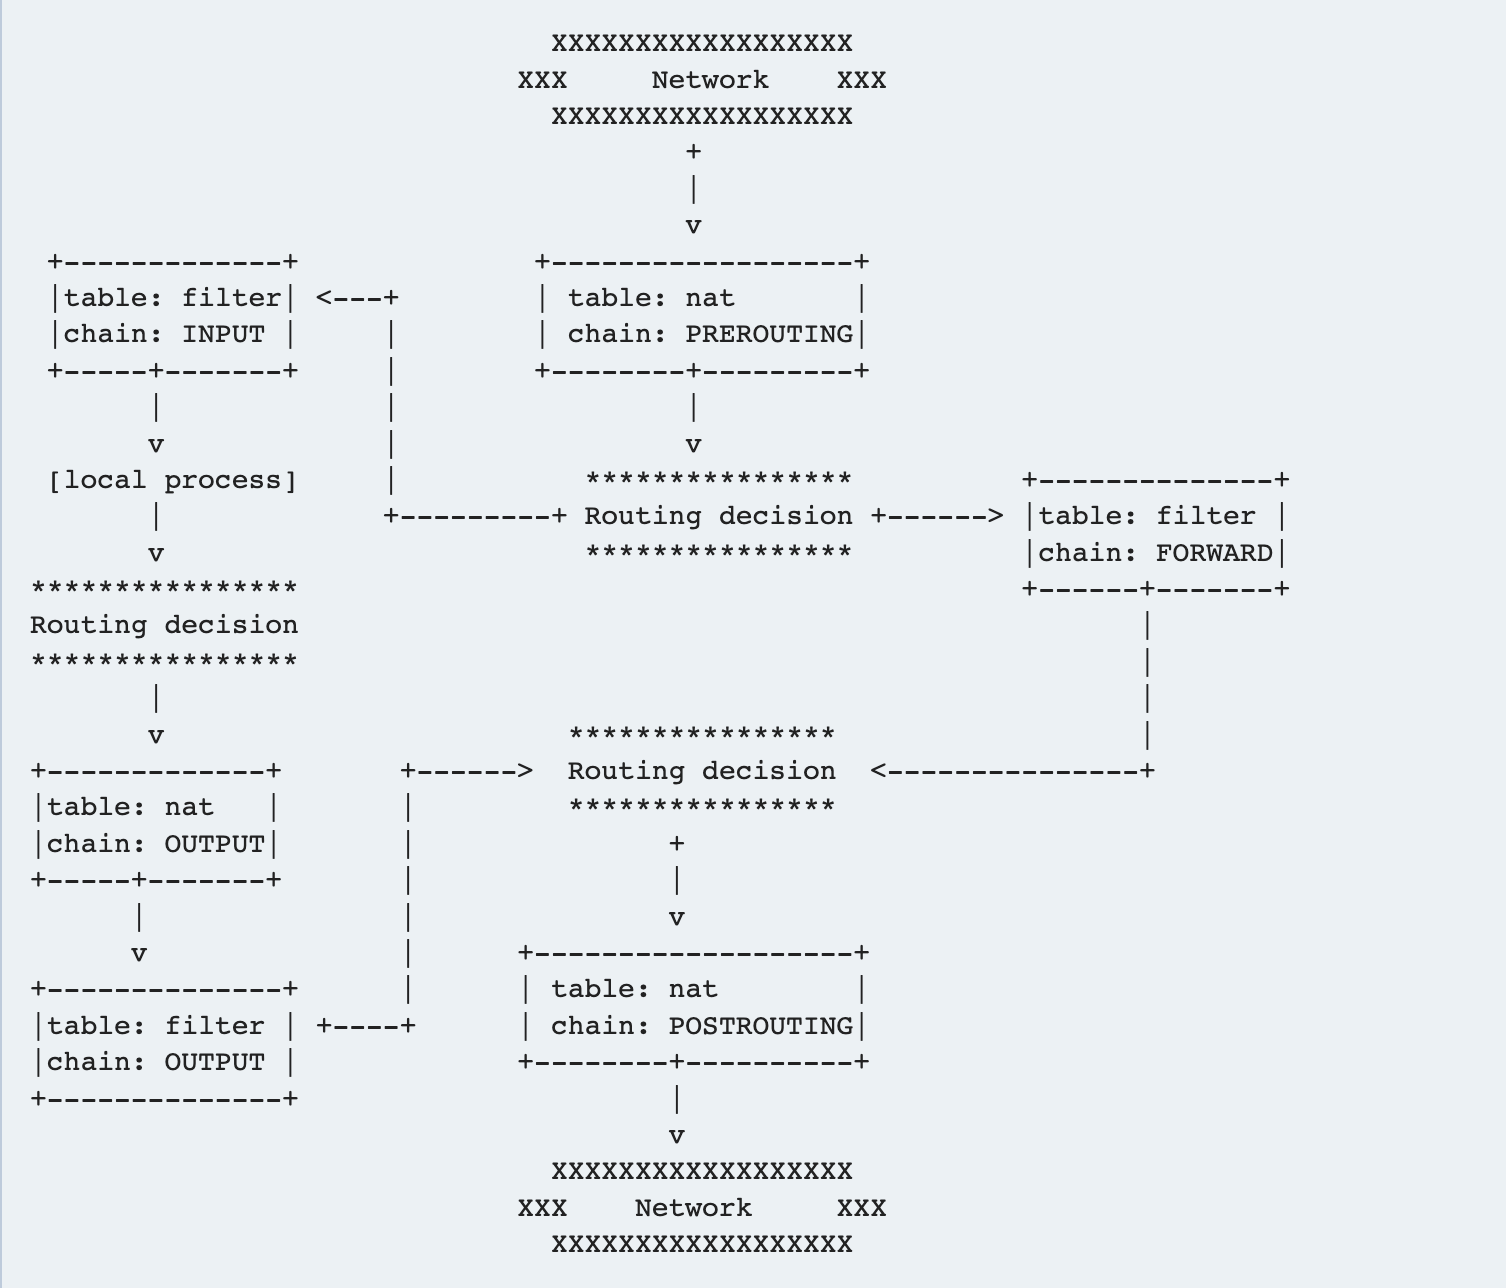 XXXXXXXXXXXXXXXXXX
                             XXX     Network     XXX
                               XXXXXXXXXXXXXXXXXX
                                       +
                                       |
                                       v
 +-------------+              +------------------+
 |table: filter| <---+        | table: nat       |
 |chain: INPUT |     |        | chain: PREROUTING|
 +-----+-------+     |        +--------+---------+
       |             |                 |
       v             |                 v
 [local process]     |           ****************          +--------------+
       |             +---------+ Routing decision +------> |table: filter |
       v                         ****************          |chain: FORWARD|
****************                                           +------+-------+
Routing decision                                                  |
****************                                                  |
       |                                                          |
       v                        ****************                  |
+-------------+       +------>  Routing decision  <---------------+
|table: nat   |       |         ****************
|chain: OUTPUT|       |               +
+-----+-------+       |               |
      |               |               v
      v               |      +-------------------+
+--------------+      |      | table: nat        |
|table: filter | +----+      | chain: POSTROUTING|
|chain: OUTPUT |             +--------+----------+
+--------------+                      |
                                      v
                               XXXXXXXXXXXXXXXXXX
                             XXX    Network     XXX
                               XXXXXXXXXXXXXXXXXX